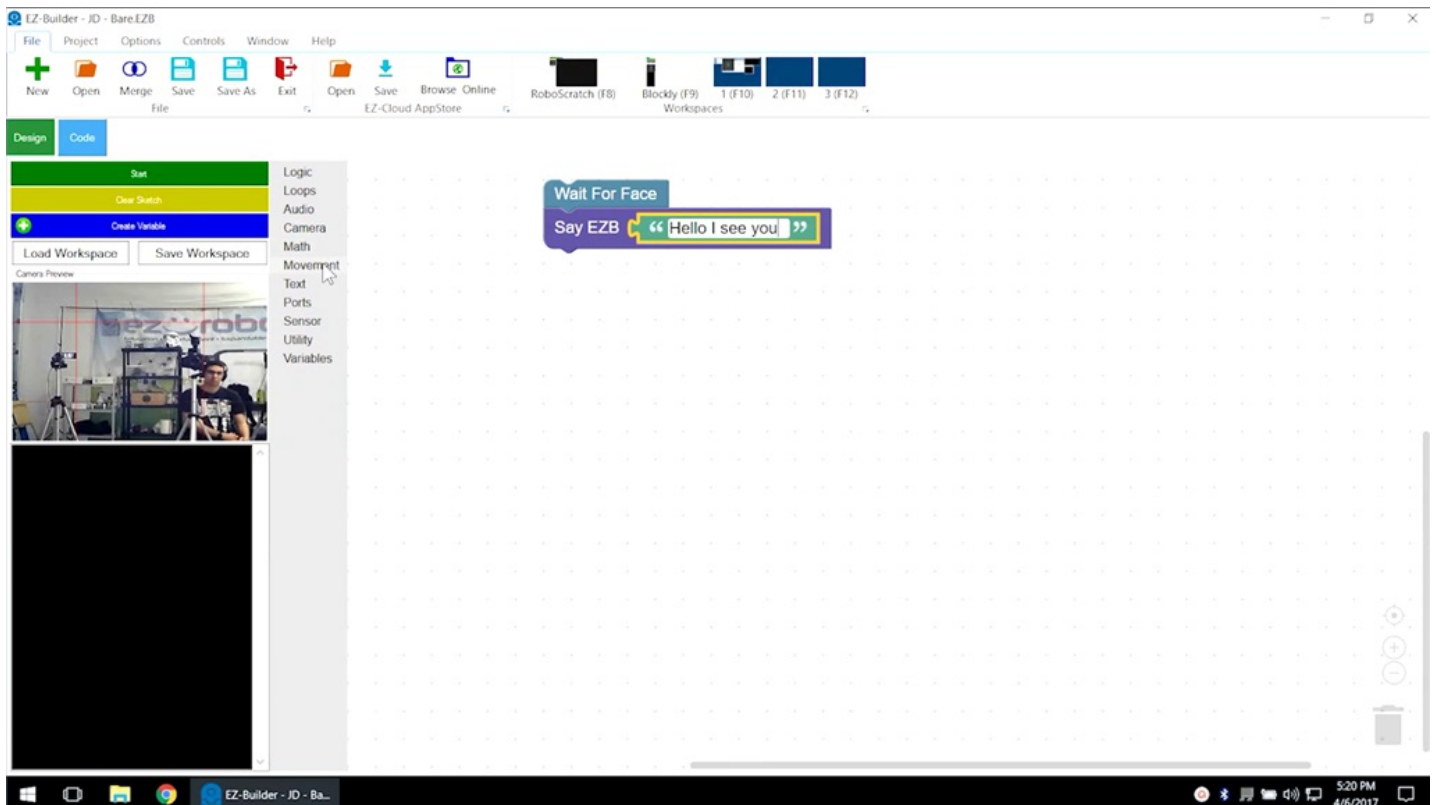 EZ-Builder - JD - Bare.EZB
File Project Options Controls Window Help
New Open Merge Save Save As Exit Open Save Browse Online RoboScratch (F8) Blockly (F9) 1 (F10) 2 (F11) 3 (F12)
File EZ-Cloud AppStore Workspaces
Design Code
Start
Clear Sketch
Create Variable
Load Workspace Save Workspace
Camera Preview
ez robo
Logic
Loops
Audio
Camera
Math
Movement
Text
Ports
Sensor
Utility
Variables
Wait For Face
Say EZB “ Hello I see you ”
EZ-Builder - JD - Ba...
5:20 PM
4/6/2017